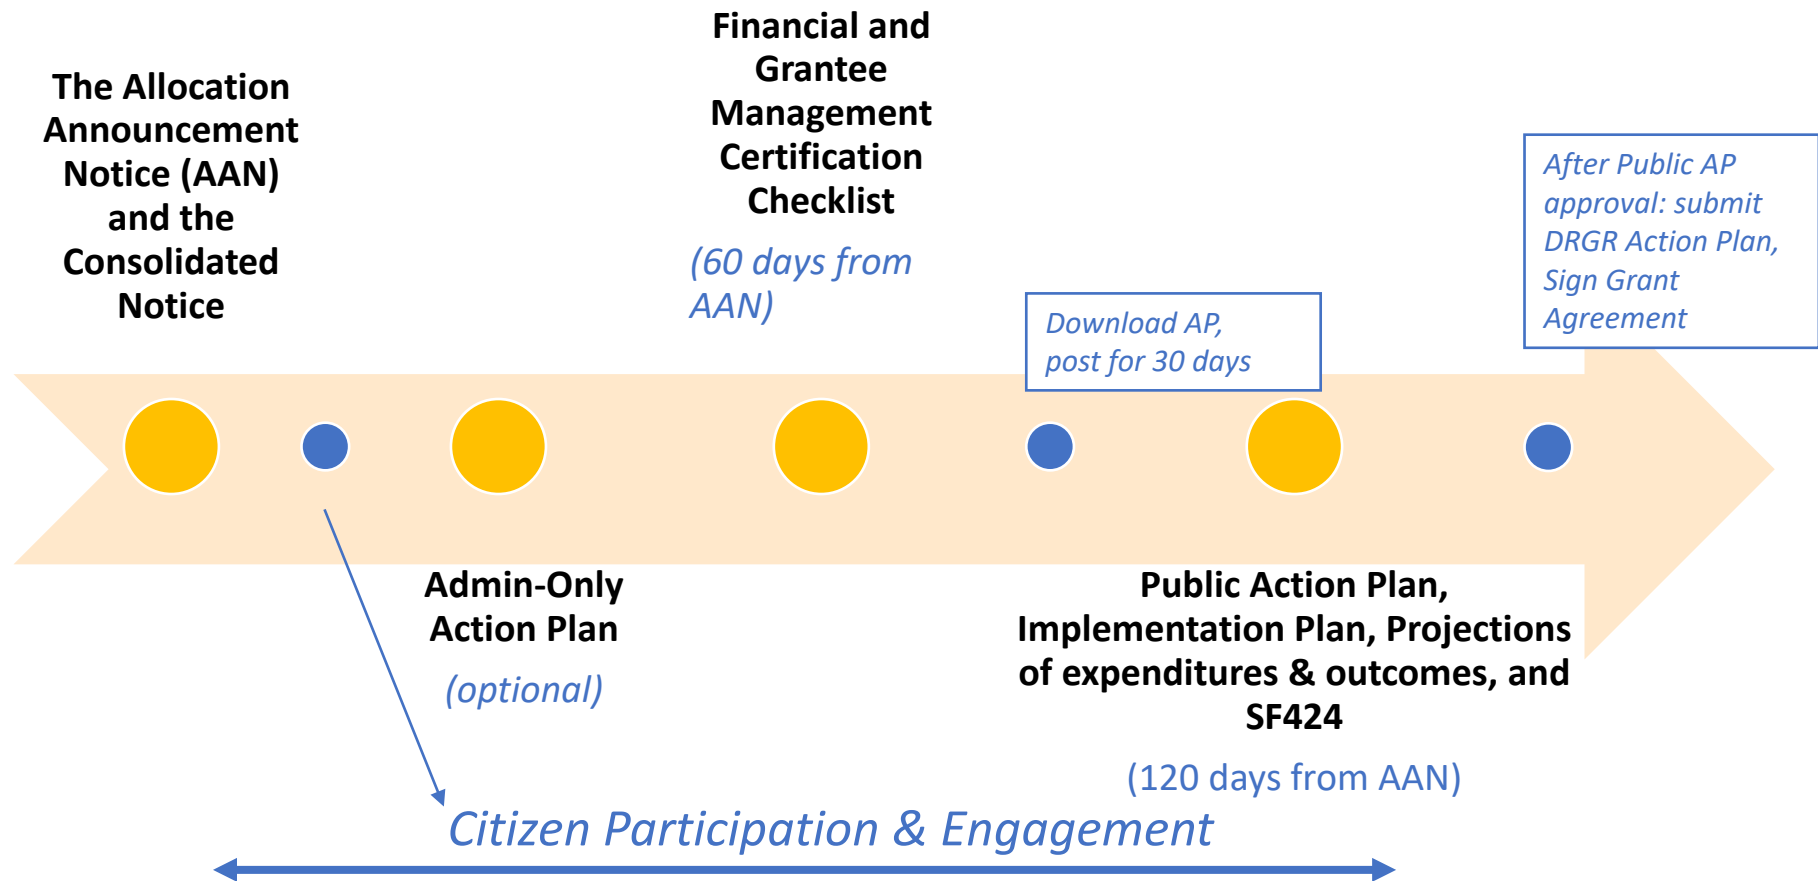 The Allocation
Announcement
Notice (AAN)
and the
Consolidated
Notice
Financial and
Grantee
Management
Certification
Checklist
(60 days from
AAN)
Download AP,
post for 30 days
After Public AP
approval: submit
DRGR Action Plan,
Sign Grant
Agreement
Admin-Only
Action Plan
(optional)
Public Action Plan,
Implementation Plan, Projections
of expenditures & outcomes, and
SF424
(120 days from AAN)
Citizen Participation & Engagement